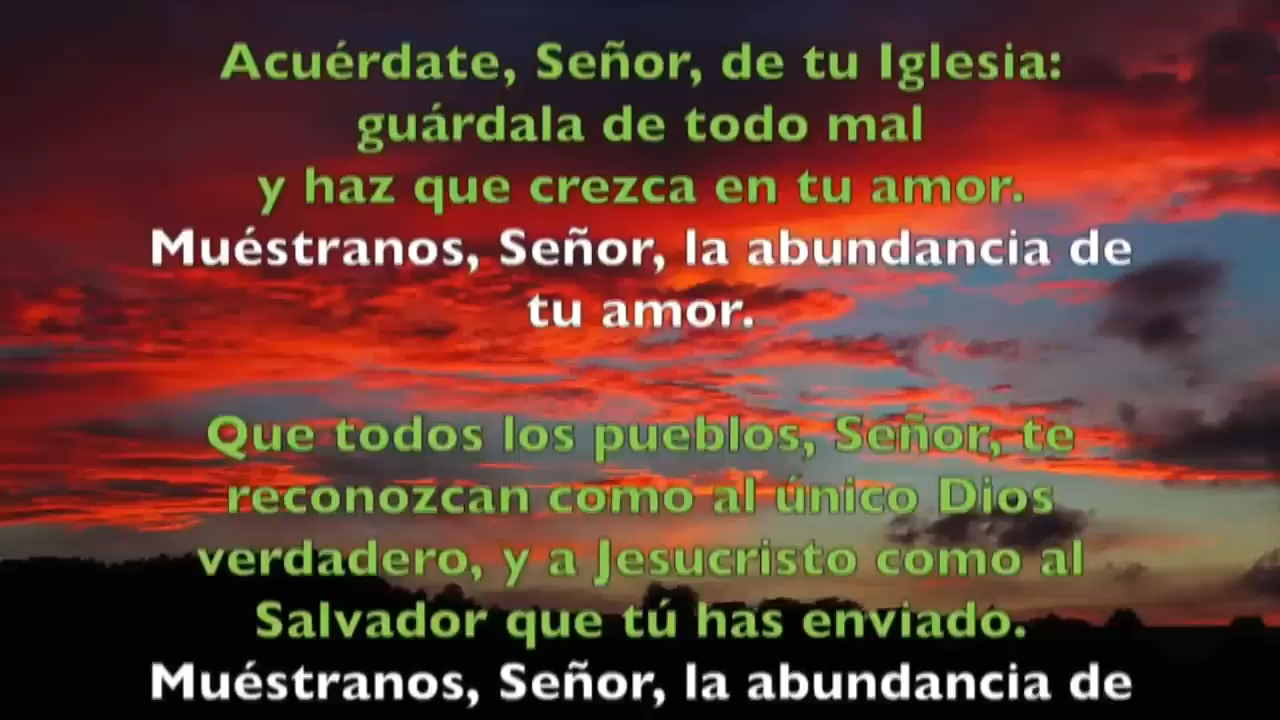 Acuérdate, Señor, de tu Iglesia:
guárdala de todo mal
y haz que crezca en tu amor.
Muéstranos, Señor, la abundancia de
tu amor.
Que todos los pueblos, Señor, te
reconozcan como al único Dios
verdadero, y a Jesucristo como al
Salvador que tú has enviado.
Muéstranos, Señor, la abundancia de